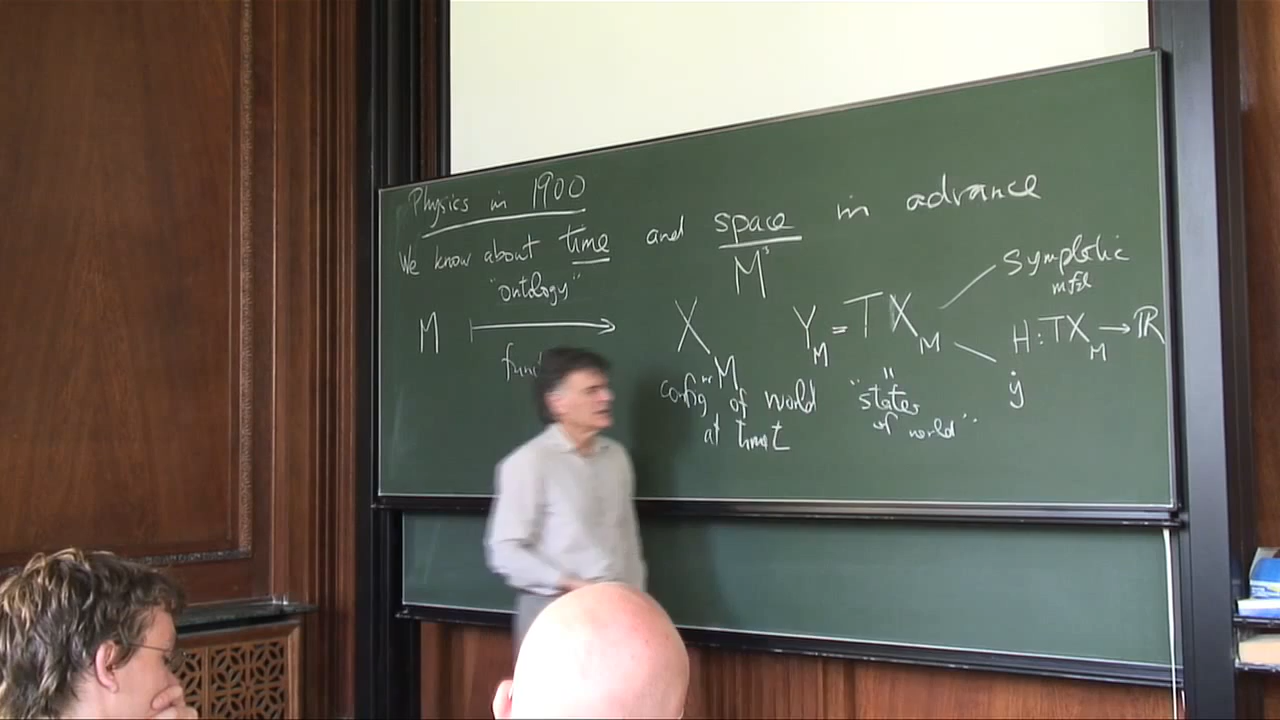 Physics in 1900
We know about time and space in advance
M³
"ontology"
M ⟼ X_M Y_M = TX_M
symplectic
mfd
H : TX_M → ℝ
ẏ
config^n of world
at time t
"states
of world"